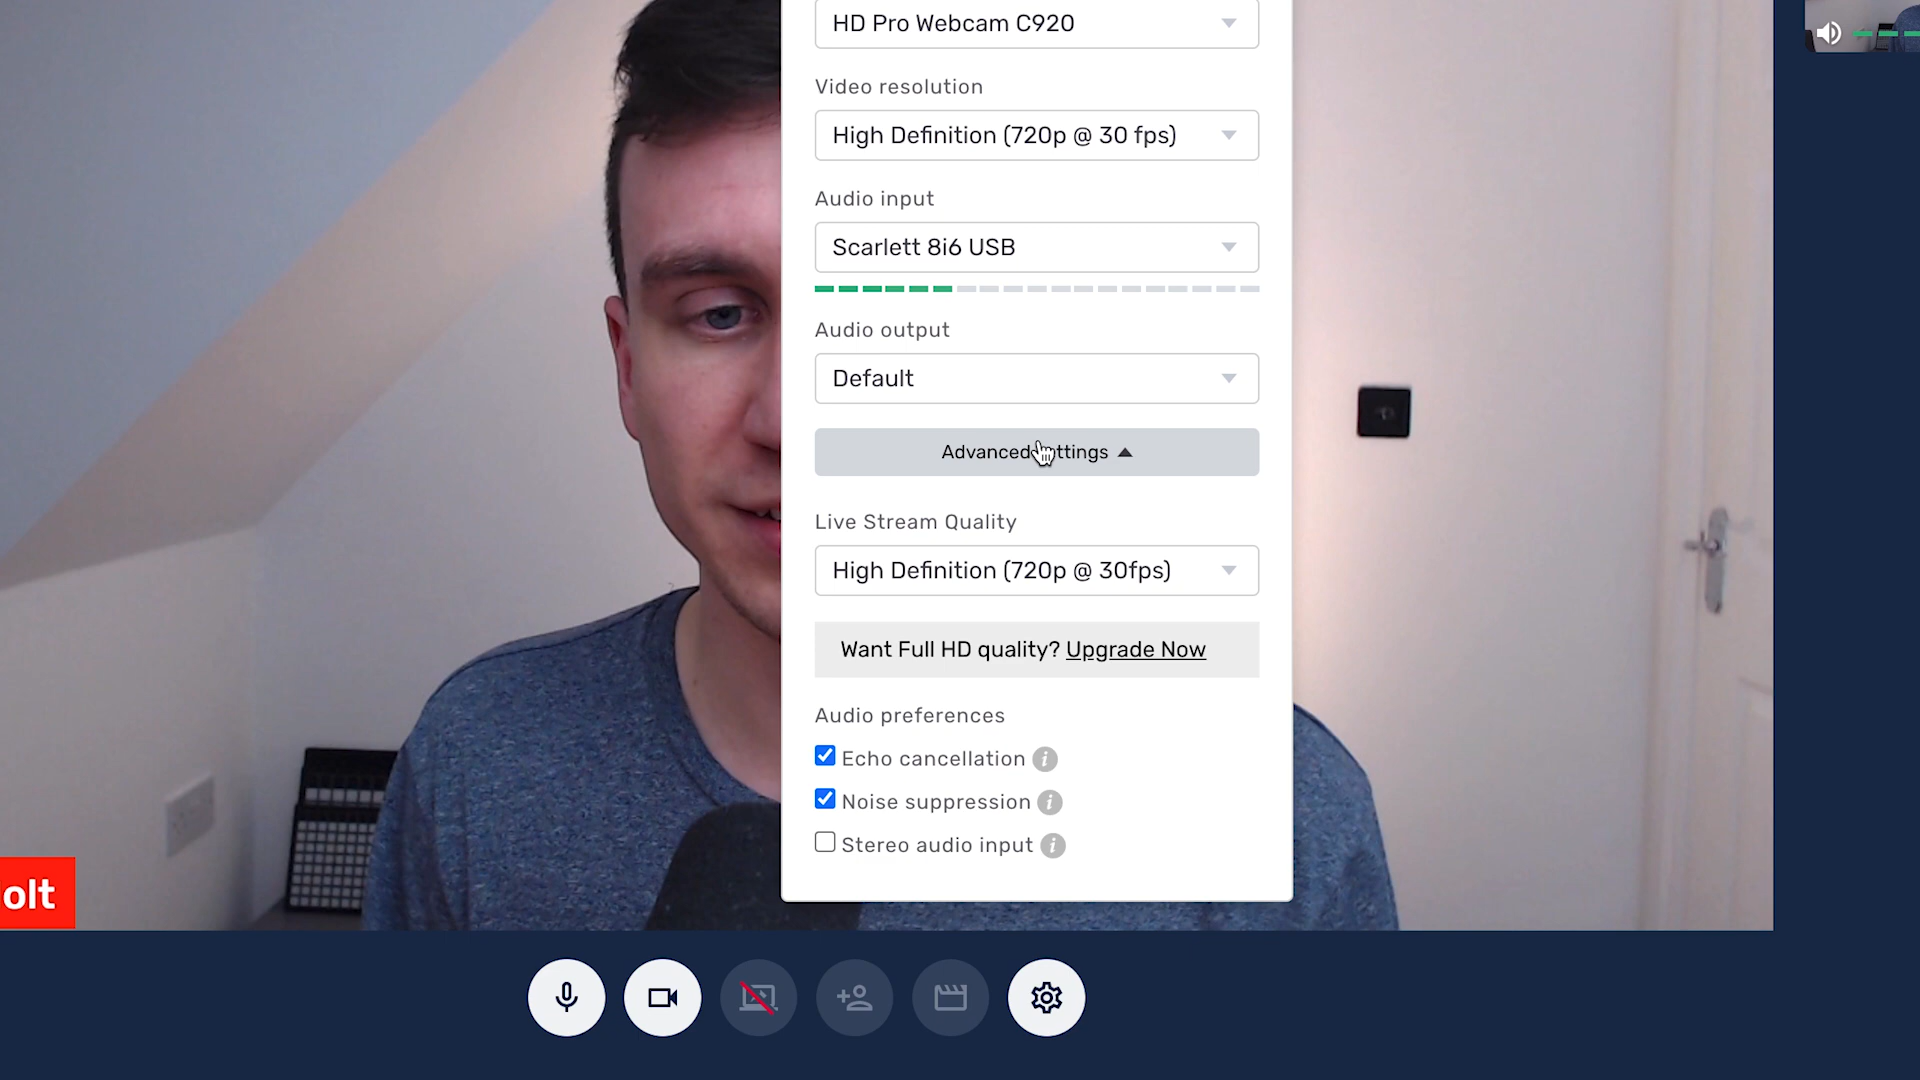 HD Pro Webcam C920
Video resolution
High Definition (720p @ 30 fps)
Audio input
Scarlett 8i6 USB
Audio output
Default
Advanced ttings
Live Stream Quality
High Definition (720p @ 30fps)
Want Full HD quality? Upgrade Now
Audio preferences
Echo cancellation
Noise suppression
Stereo audio input
olt